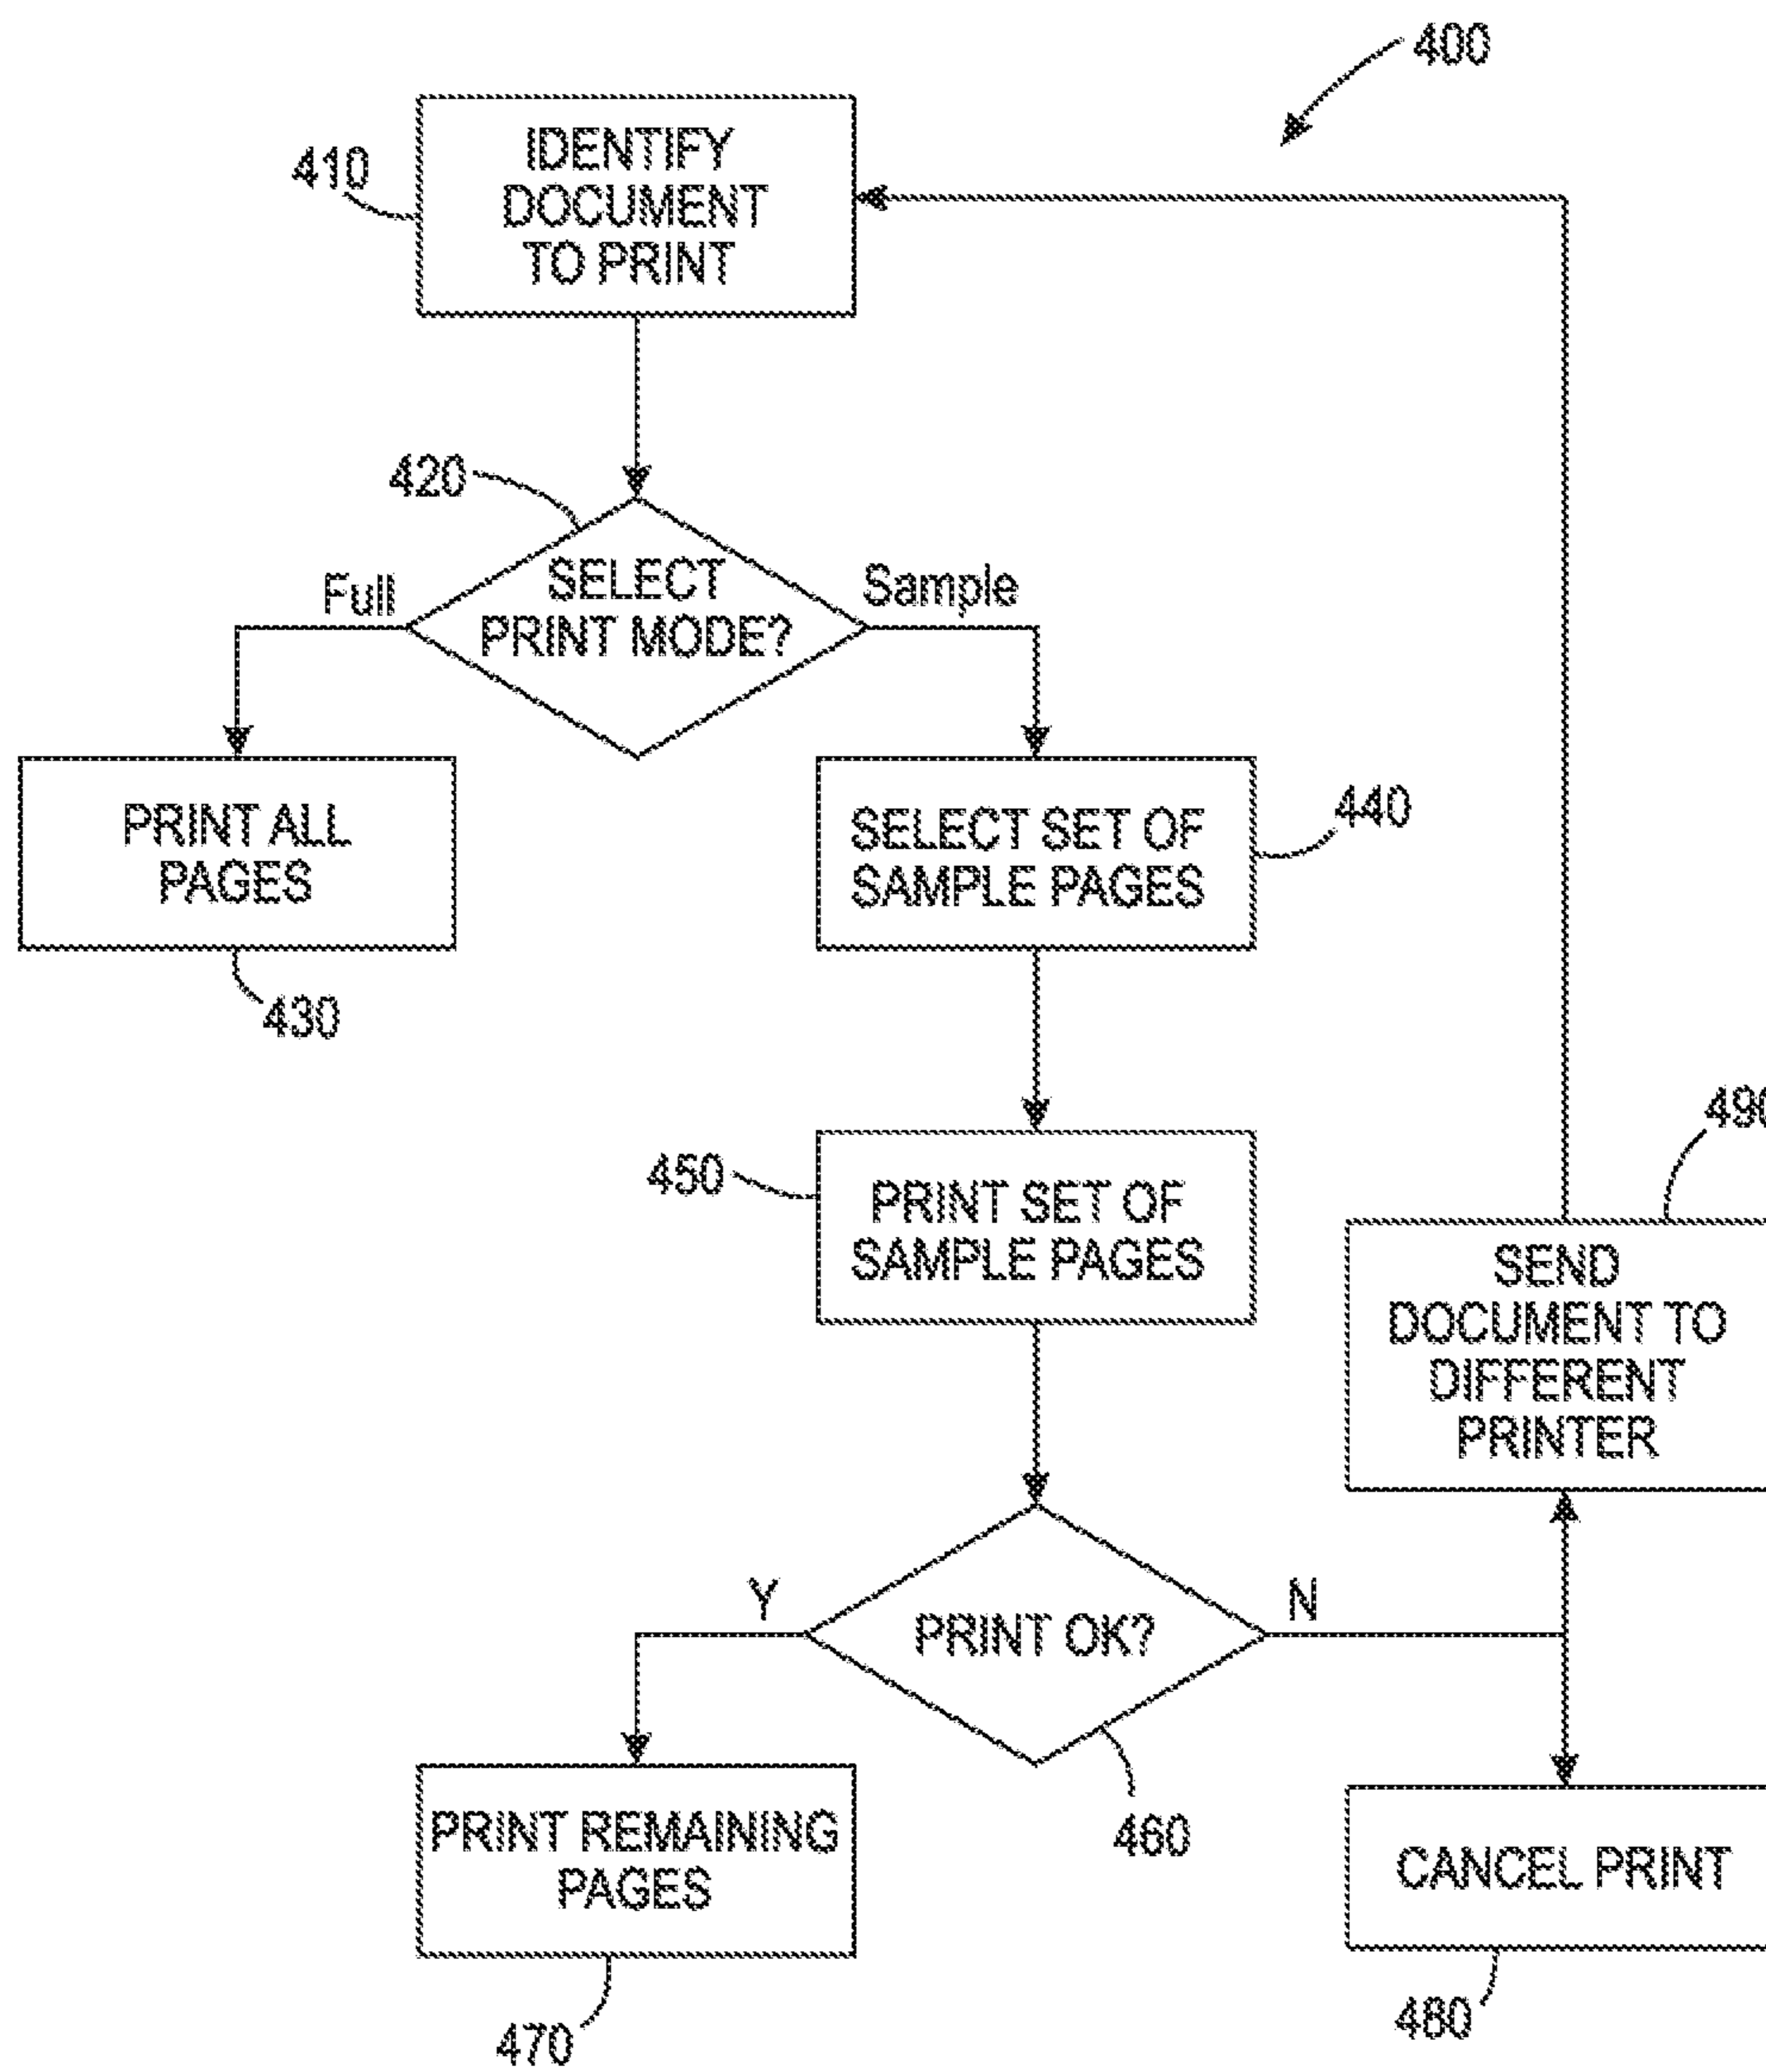 400
410
IDENTIFY
DOCUMENT
TO PRINT
420
SELECT
PRINT MODE?
Full
Sample
PRINT ALL
PAGES
430
SELECT SET OF
SAMPLE PAGES
440
450
PRINT SET OF
SAMPLE PAGES
490
SEND
DOCUMENT TO
DIFFERENT
PRINTER
Y
PRINT OK?
N
460
PRINT REMAINING
PAGES
470
CANCEL PRINT
480